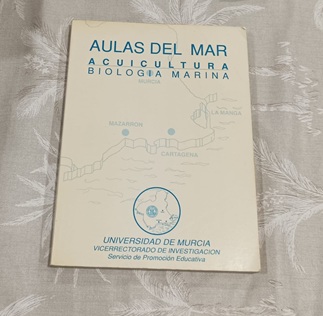 AULAS DEL MAR
ACUICULTURA
BIOLOGIA MARINA
MURCIA
LA MANGA
MAZARRON
CARTAGENA
UNIVERSIDAD DE MURCIA
VICERRECTORADO DE INVESTIGACION
Servicio de Promoción Educativa